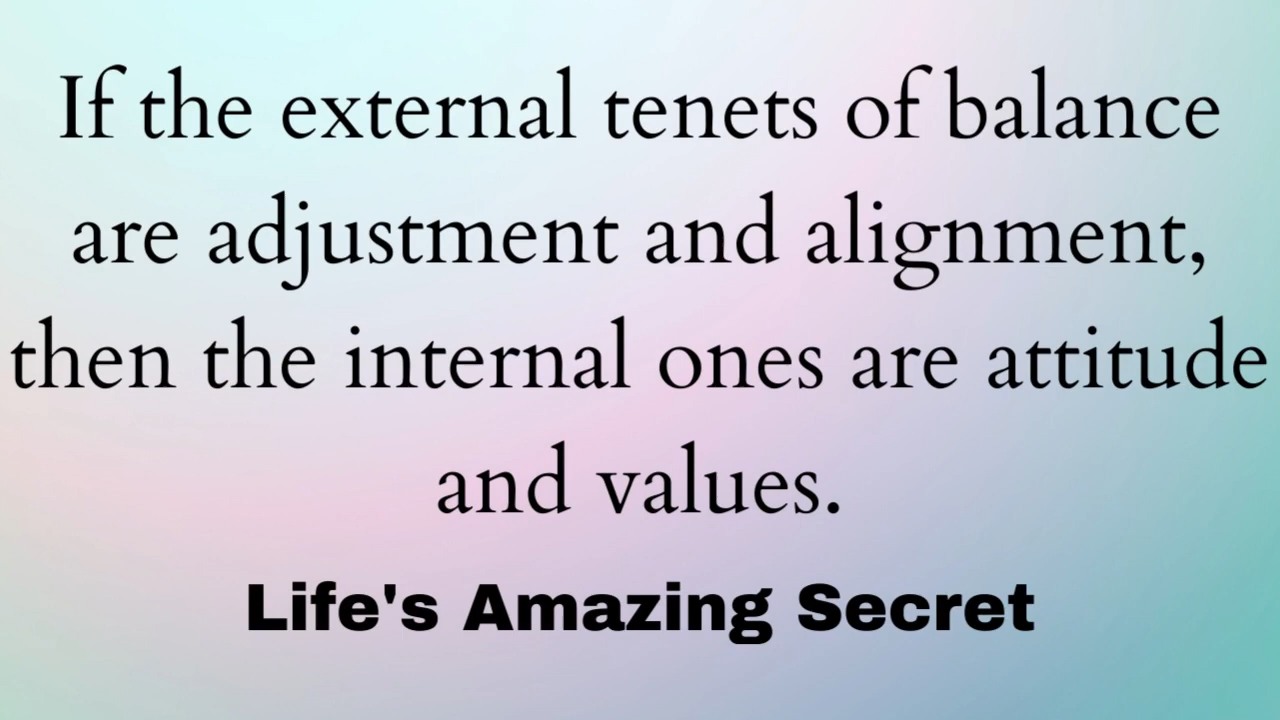 If the external tenets of balance
are adjustment and alignment,
then the internal ones are attitude
and values.
Life's Amazing Secret